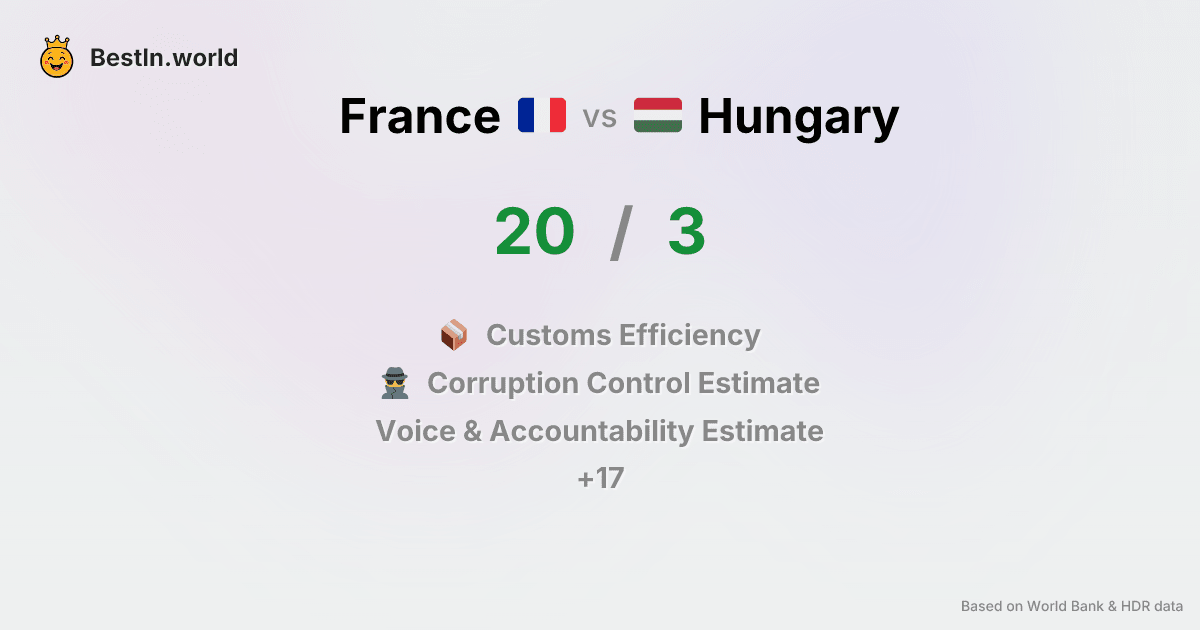 BestIn.world
France vs Hungary
20 / 3
Customs Efficiency
Corruption Control Estimate
Voice & Accountability Estimate
+17
Based on World Bank & HDR data